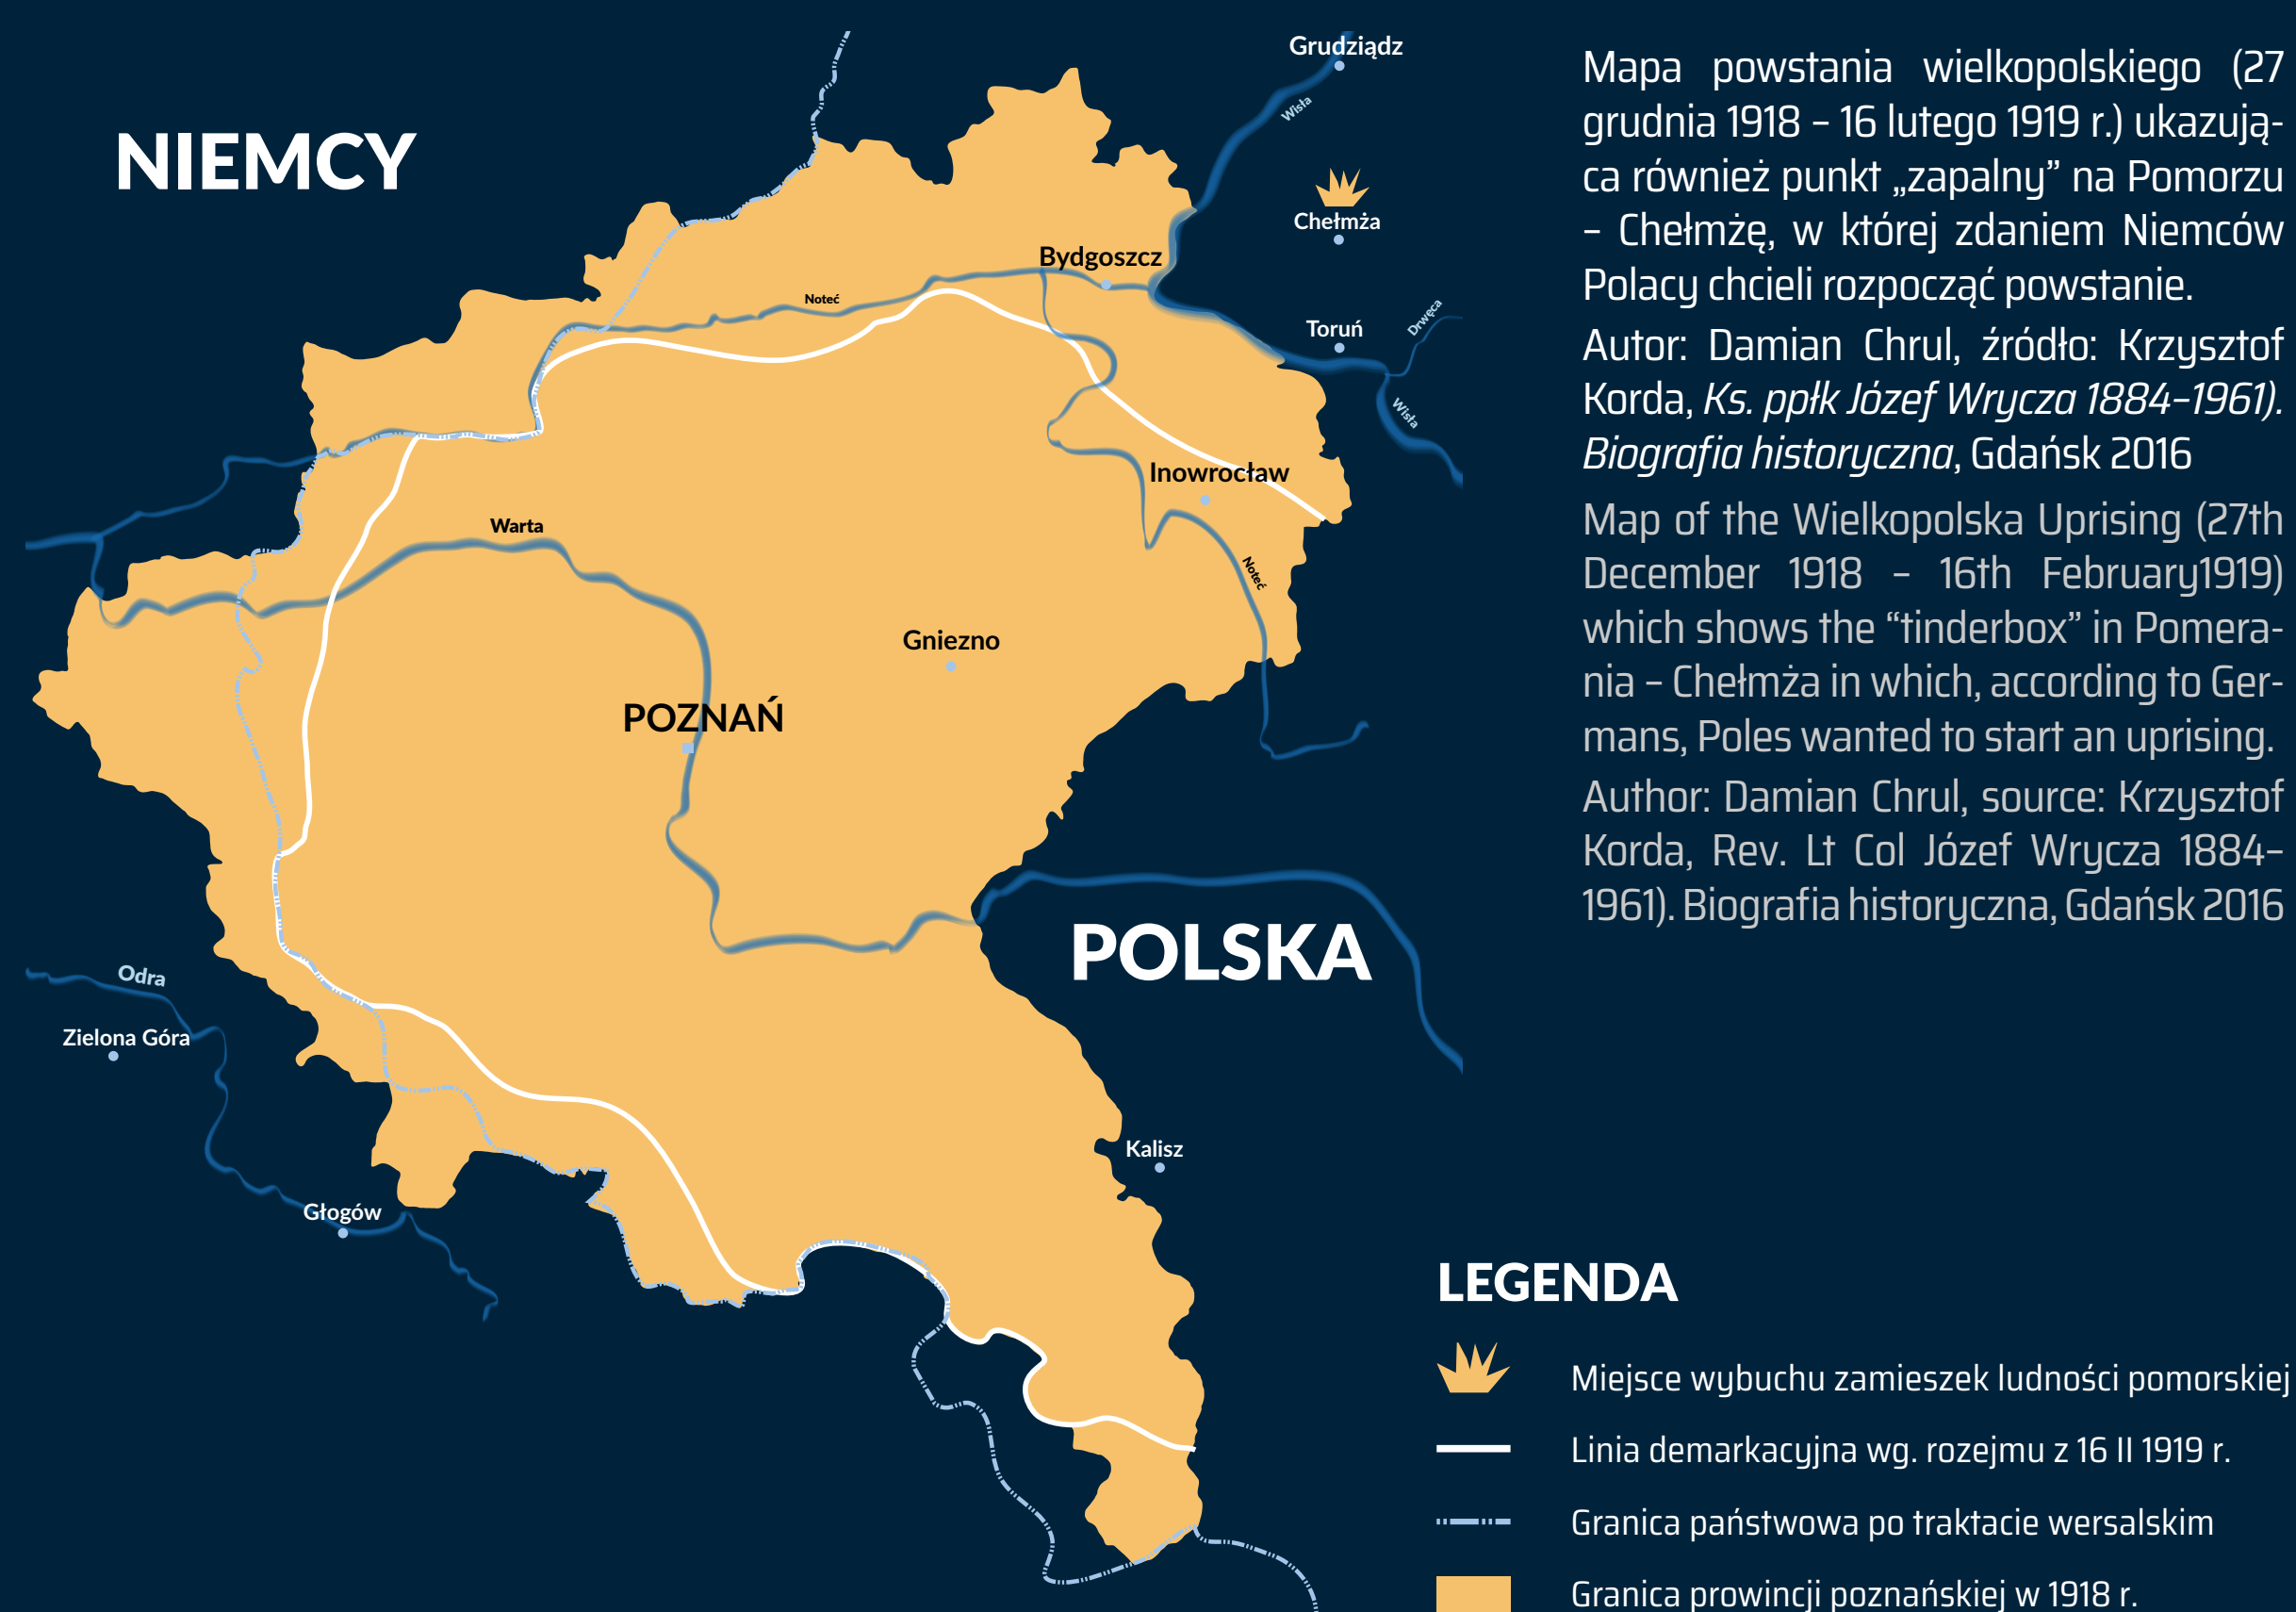 NIEMCY
Grudziądz
Wisła
Chełmża
Bydgoszcz
Noteć
Toruń
Drwęca
Wisła
Inowrocław
Warta
Noteć
Gniezno
POZNAŃ
POLSKA
Odra
Zielona Góra
Kalisz
Głogów
Mapa powstania wielkopolskiego (27
grudnia 1918 – 16 lutego 1919 r.) ukazują-
ca również punkt „zapalny” na Pomorzu
– Chełmżę, w której zdaniem Niemców
Polacy chcieli rozpocząć powstanie.
Autor: Damian Chrul, źródło: Krzysztof
Korda, Ks. ppłk Józef Wrycza 1884–1961).
Biografia historyczna, Gdańsk 2016
Map of the Wielkopolska Uprising (27th
December 1918 – 16th February1919)
which shows the “tinderbox” in Pomera-
nia – Chełmża in which, according to Ger-
mans, Poles wanted to start an uprising.
Author: Damian Chrul, source: Krzysztof
Korda, Rev. Lt Col Józef Wrycza 1884–
1961). Biografia historyczna, Gdańsk 2016
LEGENDA
Miejsce wybuchu zamieszek ludności pomorskiej
Linia demarkacyjna wg. rozejmu z 16 II 1919 r.
Granica państwowa po traktacie wersalskim
Granica prowincji poznańskiej w 1918 r.